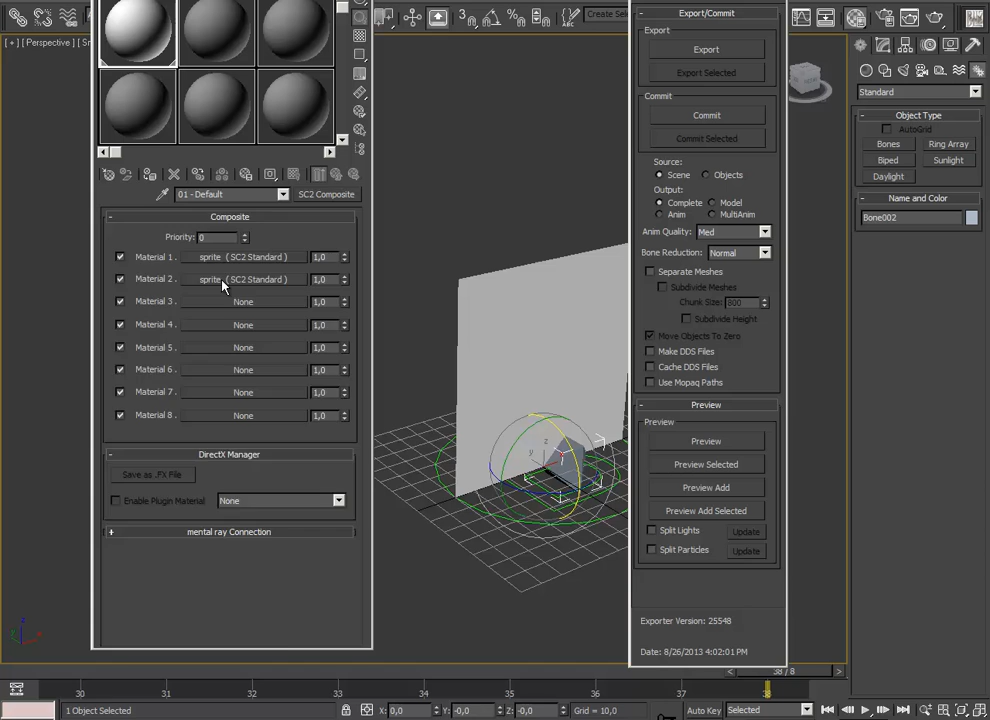 Create Se
Export/Commit
[ + ] [ Perspective ] [
Export
Export
Export Selected
Commit
Commit
Commit Selected
Source:
Scene
Objects
Output:
Complete
Model
Anim
MultiAnim
Anim Quality:
Med
Bone Reduction:
Normal
Separate Meshes
Subdivide Meshes
Chunk Size:
800
Subdivide Height
Move Objects To Zero
Make DDS Files
Cache DDS Files
Use Mopaq Paths
Preview
Preview
Preview
Preview Selected
Preview Add
Preview Add Selected
Split Lights
Update
Split Particles
Update
Exporter Version: 25548
Date: 8/26/2013 4:02:01 PM
Standard
Object Type
AutoGrid
Bones
Ring Array
Biped
Sunlight
Daylight
Name and Color
Bone002
01 - Default
SC2 Composite
Composite
Priority:
0
Material 1 .
sprite ( SC2 Standard )
1,0
Material 2 .
sprite ( SC2 Standard )
1,0
Material 3 .
None
1,0
Material 4 .
None
1,0
Material 5 .
None
1,0
Material 6 .
None
1,0
Material 7 .
None
1,0
Material 8 .
None
1,0
DirectX Manager
Save as .FX File
Enable Plugin Material
None
mental ray Connection
z
y
z
x
38 / 8
30
31
32
33
34
35
36
37
38
1 Object Selected
X:
0,0
Y:
-0,0
Z:
-0,0
Grid = 10,0
Auto Key
Selected